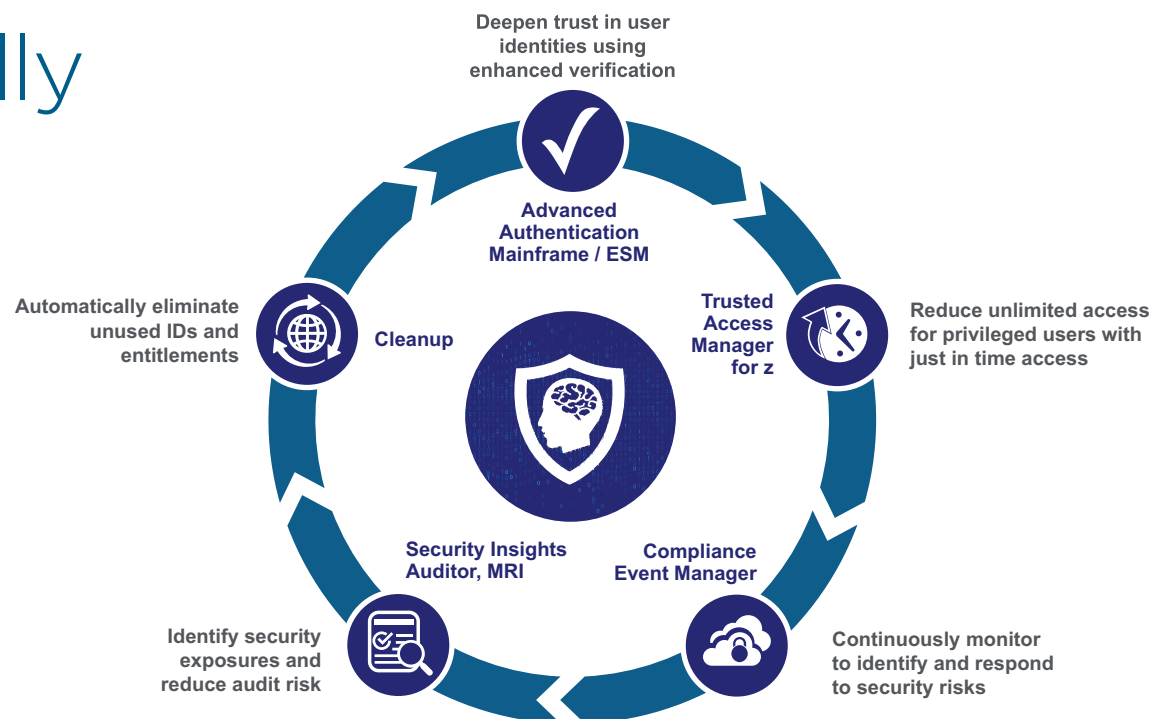 lly
Deepen trust in user
identities using
enhanced verification
Advanced
Authentication
Mainframe / ESM
Trusted
Access
Manager
for z
Reduce unlimited access
for privileged users with
just in time access
Compliance
Event Manager
Continuously monitor
to identify and respond
to security risks
Security Insights
Auditor, MRI
Identify security
exposures and
reduce audit risk
Cleanup
Automatically eliminate
unused IDs and
entitlements